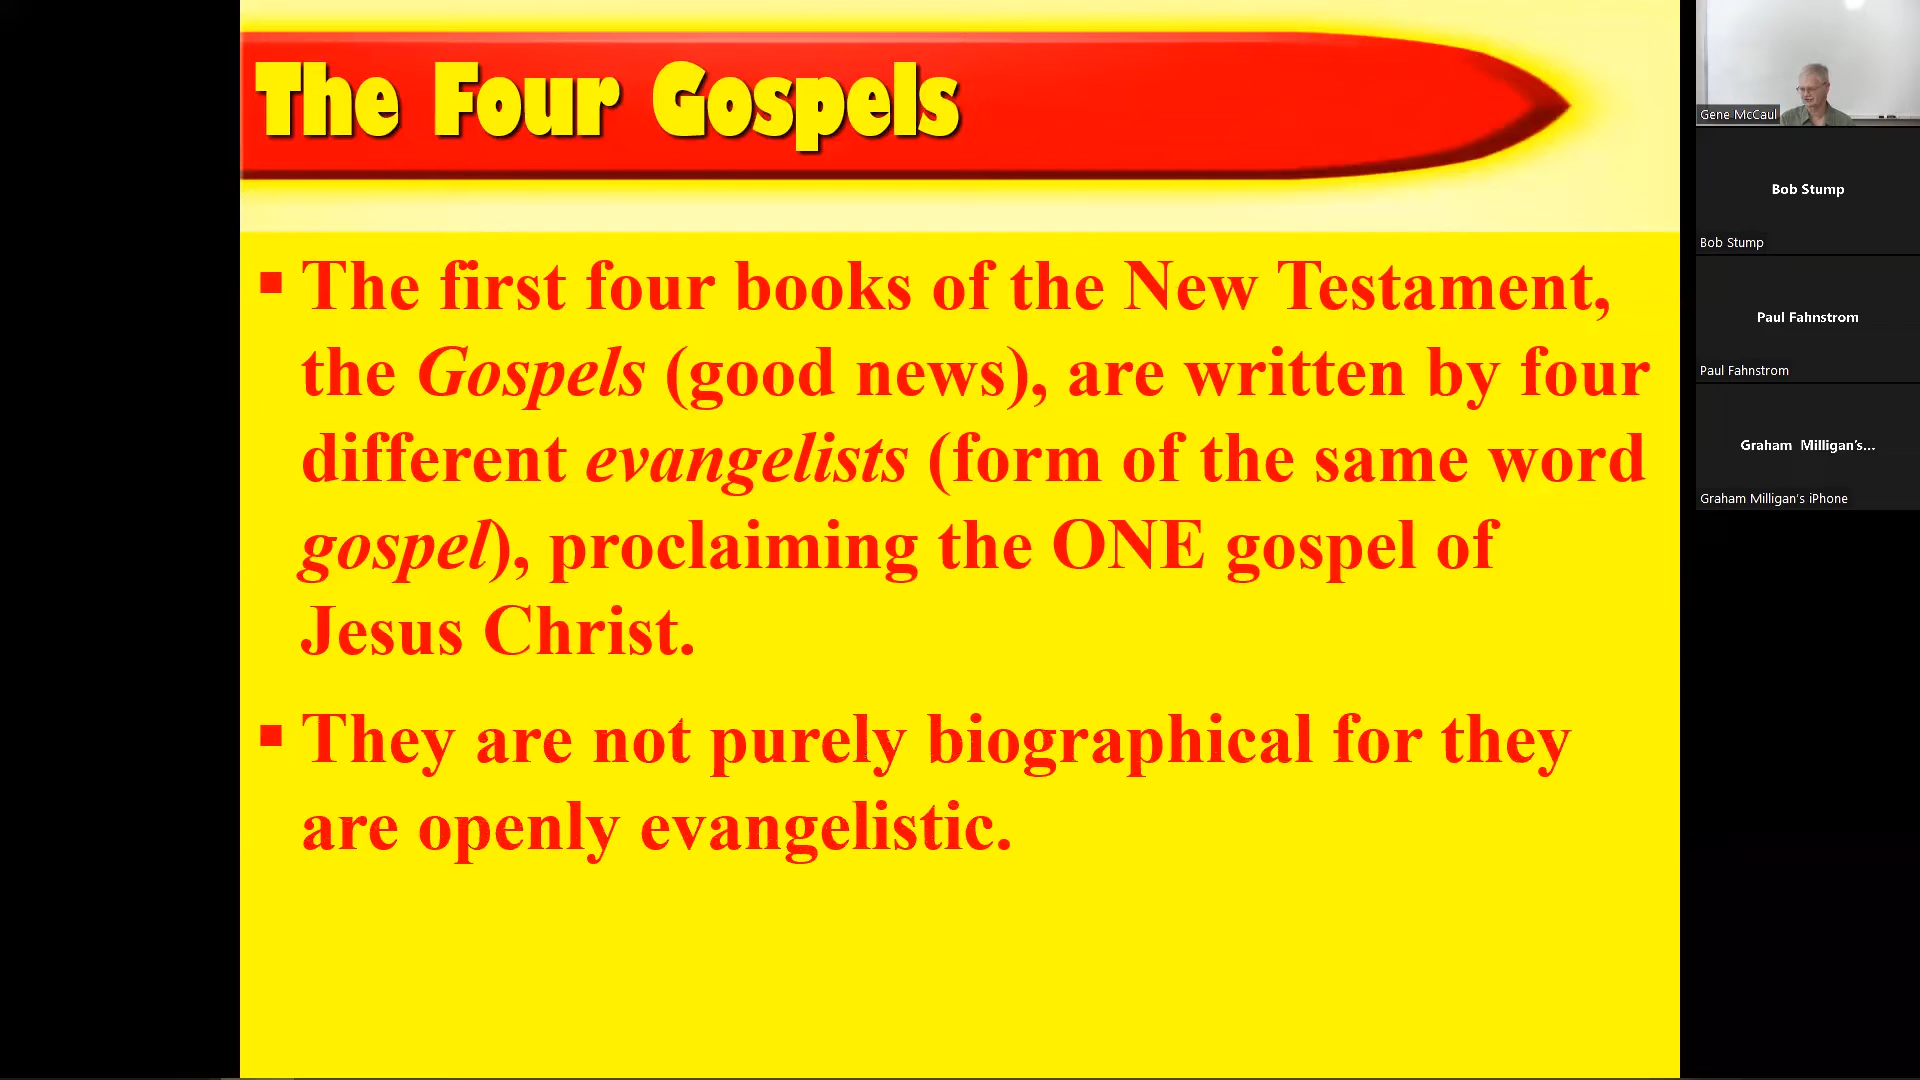 The Four Gospels
▪ The first four books of the New Testament,
the Gospels (good news), are written by four
different evangelists (form of the same word
gospel), proclaiming the ONE gospel of
Jesus Christ.
▪ They are not purely biographical for they
are openly evangelistic.
Gene McCaul
Bob Stump
Bob Stump
Paul Fahnstrom
Paul Fahnstrom
Graham Milligan's...
Graham Milligan's iPhone